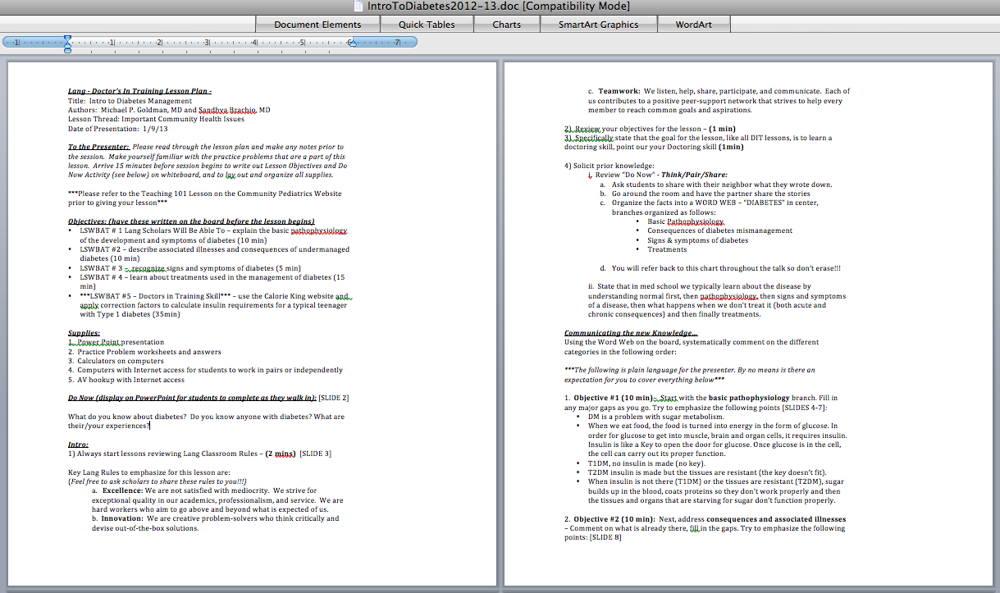 IntroToDiabetes2012-13.doc [Compatibility Mode]
Document Elements Quick Tables Charts SmartArt Graphics WordArt
1 1 2 3 4 5 6 7
Lang - Doctor's In Training Lesson Plan -
Title: Intro to Diabetes Management
Authors: Michael P. Goldman, MD and Sandhya Brachio, MD
Lesson Thread: Important Community Health Issues
Date of Presentation: 1/9/13
To the Presenter: Please read through the lesson plan and make any notes prior to
the session. Make yourself familiar with the practice problems that are a part of this
lesson. Arrive 15 minutes before session begins to write out Lesson Objectives and Do
Now Activity (see below) on whiteboard, and to lay out and organize all supplies.
***Please refer to the Teaching 101 Lesson on the Community Pediatrics Website
prior to giving your lesson***
Objectives: (have these written on the board before the lesson begins)
• LSWBAT # 1 Lang Scholars Will Be Able To – explain the basic pathophysiology
of the development and symptoms of diabetes (10 min)
• LSWBAT #2 – describe associated illnesses and consequences of undermanaged
diabetes (10 min)
• LSWBAT # 3 – recognize signs and symptoms of diabetes (5 min)
• LSWBAT # 4 – learn about treatments used in the management of diabetes (15
min)
• ***LSWBAT #5 – Doctors in Training Skill*** – use the Calorie King website and
apply correction factors to calculate insulin requirements for a typical teenager
with Type 1 diabetes (35min)
Supplies:
1. Power Point presentation
2. Practice Problem worksheets and answers
3. Calculators on computers
4. Computers with Internet access for students to work in pairs or independently
5. AV hookup with Internet access
Do Now (display on PowerPoint for students to complete as they walk in): [SLIDE 2]
What do you know about diabetes? Do you know anyone with diabetes? What are
their/your experiences?
Intro:
1) Always start lessons reviewing Lang Classroom Rules – (2 mins) [SLIDE 3]
Key Lang Rules to emphasize for this lesson are:
(Feel free to ask scholars to share these rules to you!!!)
a. Excellence: We are not satisfied with mediocrity. We strive for
exceptional quality in our academics, professionalism, and service. We are
hard workers who aim to go above and beyond what is expected of us.
b. Innovation: We are creative problem-solvers who think critically and
devise out-of-the-box solutions.
c. Teamwork: We listen, help, share, participate, and communicate. Each of
us contributes to a positive peer-support network that strives to help every
member to reach common goals and aspirations.
2) Review your objectives for the lesson – (1 min)
3) Specifically state that the goal for the lesson, like all DIT lessons, is to learn a
doctoring skill, point our your Doctoring skill (1min)
4) Solicit prior knowledge:
i. Review "Do Now" - Think/Pair/Share:
a. Ask students to share with their neighbor what they wrote down.
b. Go around the room and have the partner share the stories
c. Organize the facts into a WORD WEB – "DIABETES" in center,
branches organized as follows:
• Basic Pathophysiology
• Consequences of diabetes mismanagement
• Signs & symptoms of diabetes
• Treatments
d. You will refer back to this chart throughout the talk so don't erase!!!
ii. State that in med school we typically learn about the disease by
understanding normal first, then pathophysiology, then signs and symptoms
of a disease, then what happens when we don't treat it (both acute and
chronic consequences) and then finally treatments.
Communicating the new Knowledge...
Using the Word Web on the board, systematically comment on the different
categories in the following order:
***The following is plain language for the presenter. By no means is there an
expectation for you to cover everything below***
1. Objective #1 (10 min)– Start with the basic pathophysiology branch. Fill in
any major gaps as you go. Try to emphasize the following points [SLIDES 4-7]:
• DM is a problem with sugar metabolism.
• When we eat food, the food is turned into energy in the form of glucose. In
order for glucose to get into muscle, brain and organ cells, it requires insulin.
Insulin is like a Key to open the door for glucose. Once glucose is in the cell,
the cell can carry out its proper function.
• T1DM, no insulin is made (no key).
• T2DM insulin is made but the tissues are resistant (the key doesn't fit).
• When insulin is not there (T1DM) or the tissues are resistant (T2DM), sugar
builds up in the blood, coats proteins so they don't work properly and then
the tissues and organs that are starving for sugar don't function properly.
2. Objective #2 (10 min): Next, address consequences and associated illnesses
– Comment on what is already there, fill in the gaps. Try to emphasize the following
points: [SLIDE 8]